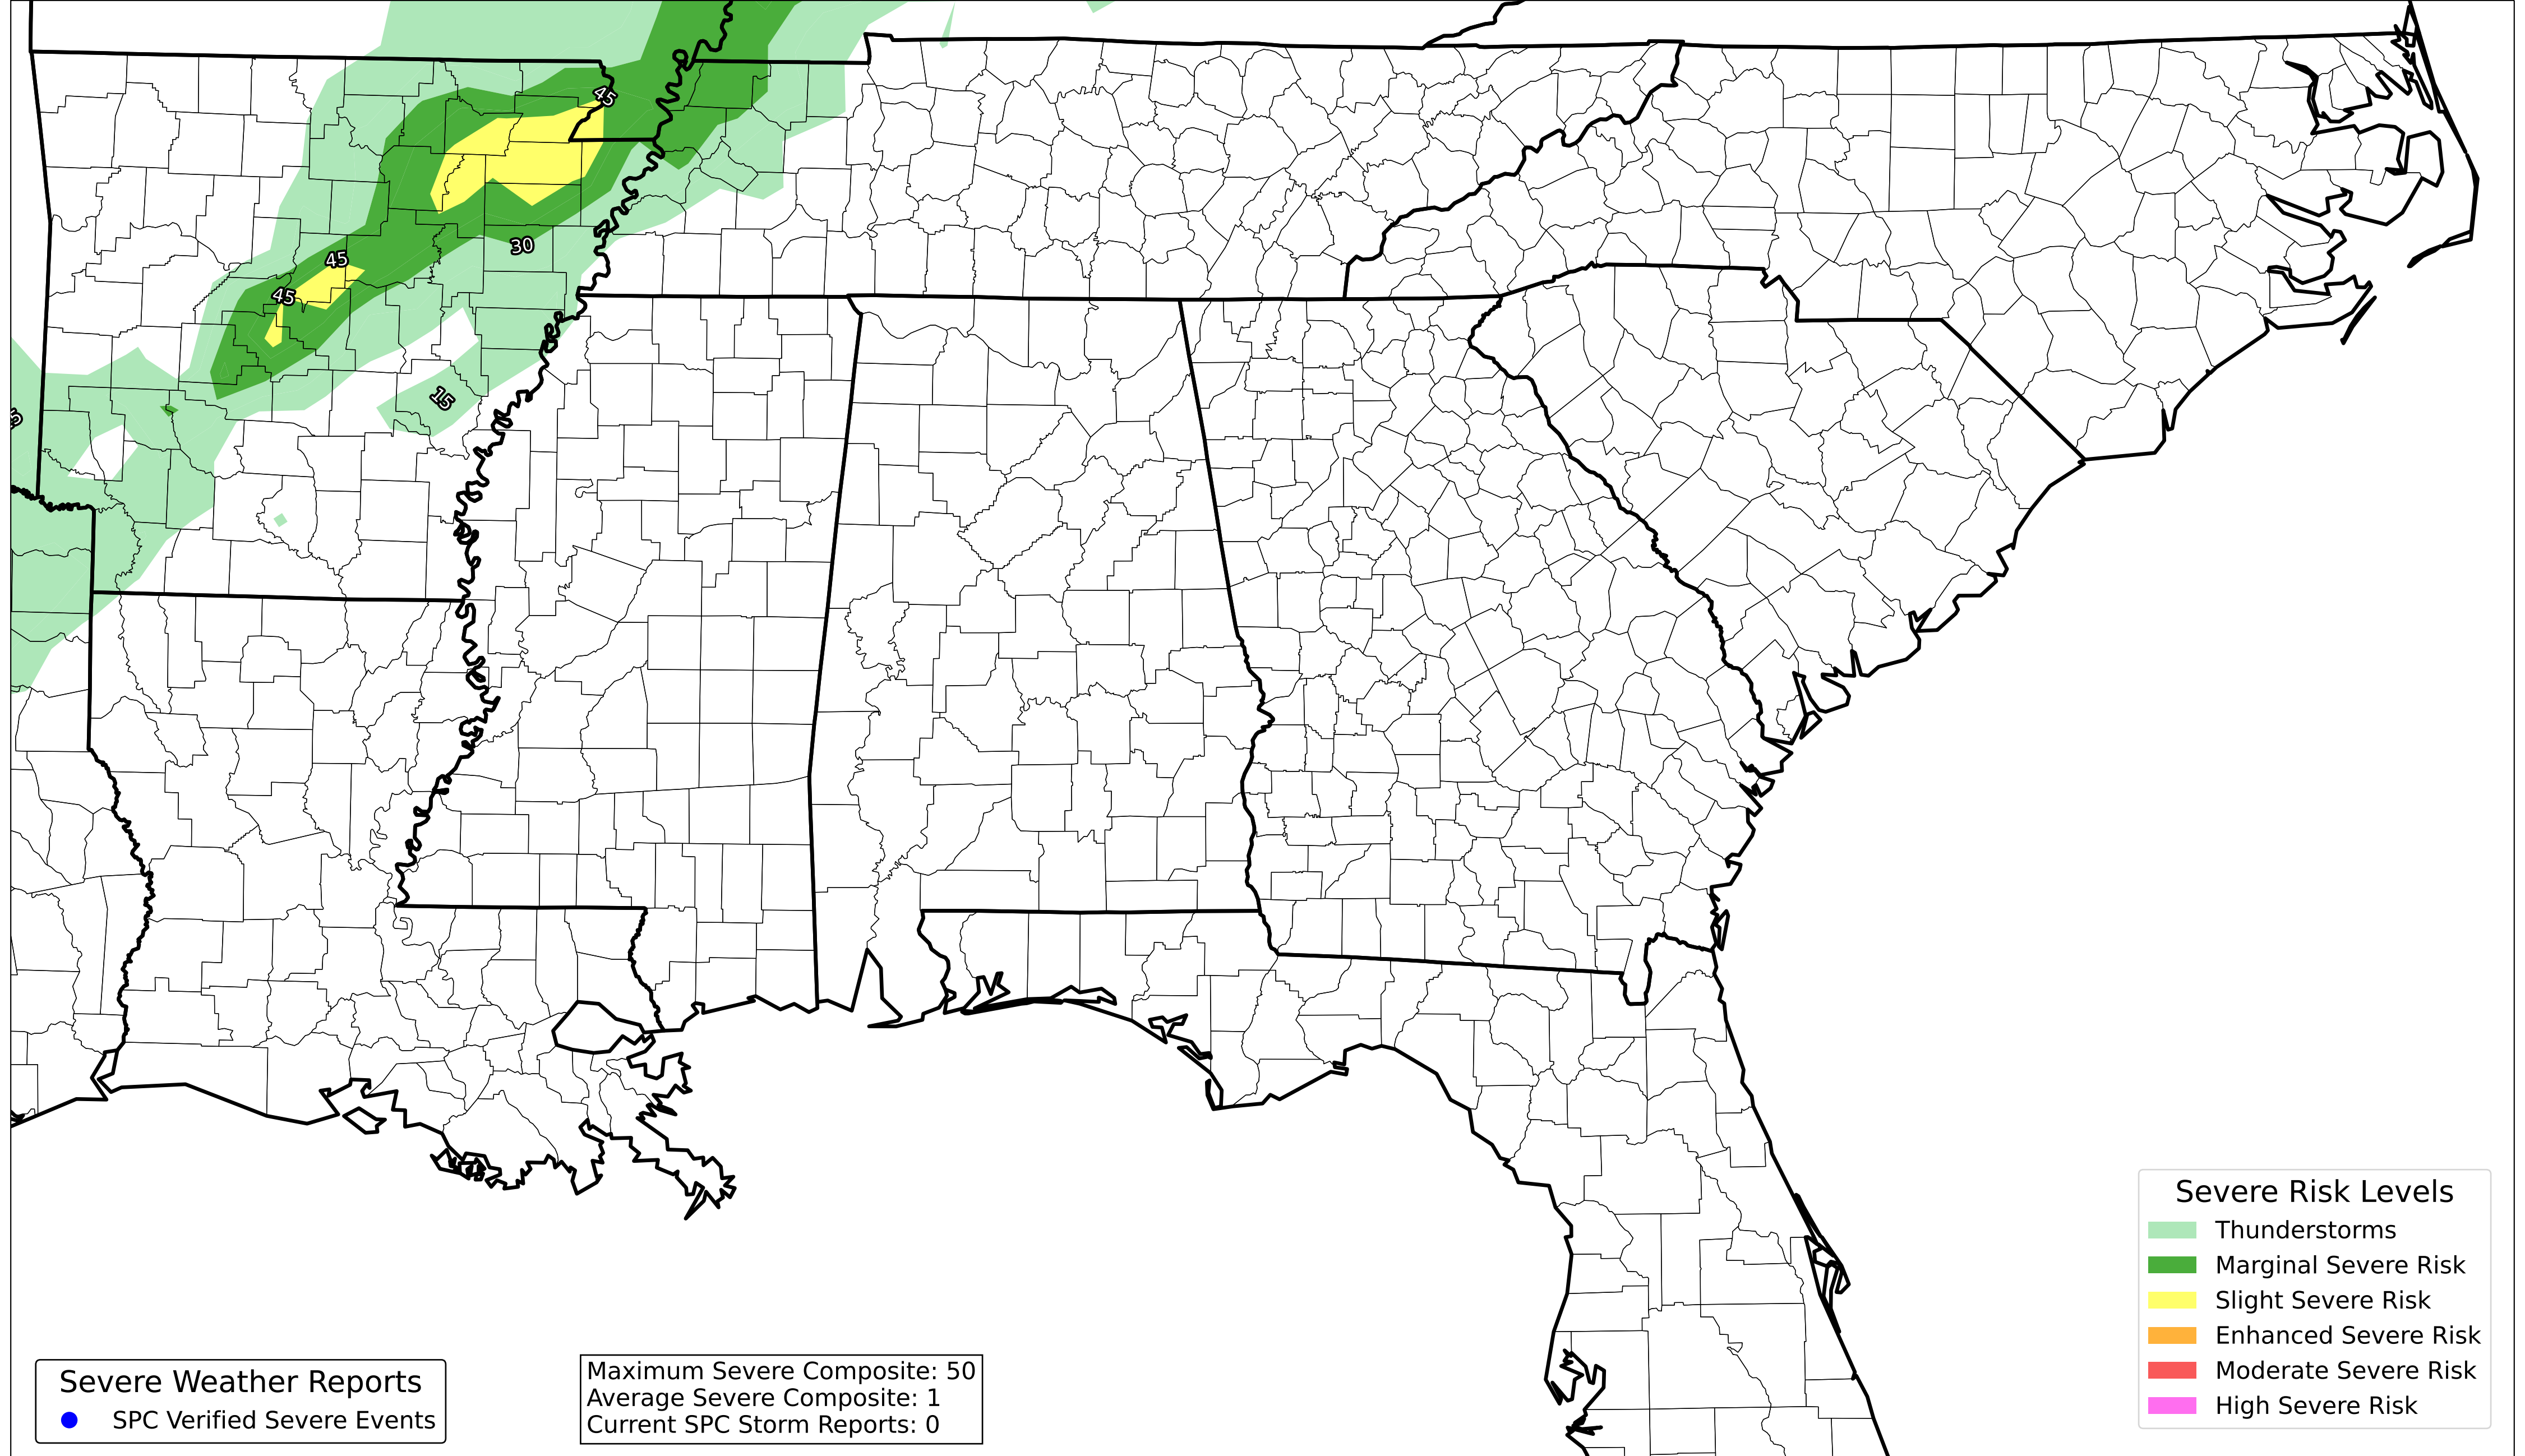 45
30
45
45
15
Severe Risk Levels
Thunderstorms
Marginal Severe Risk
Slight Severe Risk
Enhanced Severe Risk
Moderate Severe Risk
High Severe Risk
Severe Weather Reports
SPC Verified Severe Events
Maximum Severe Composite: 50
Average Severe Composite: 1
Current SPC Storm Reports: 0